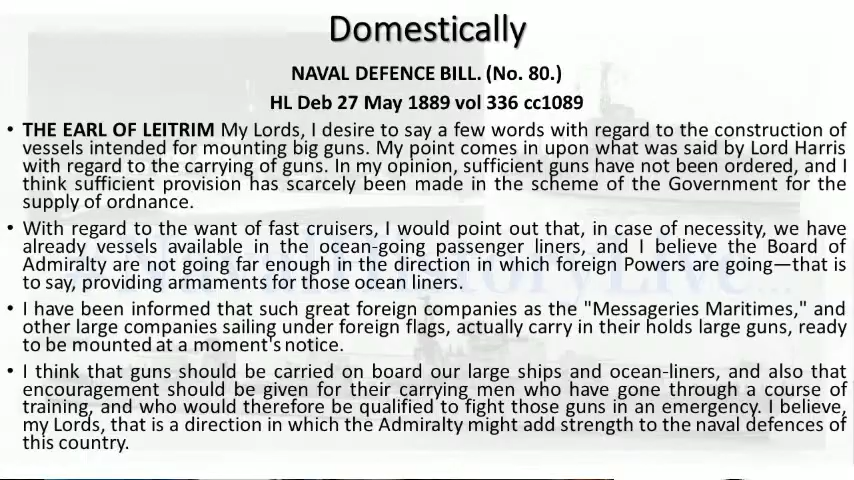 Domestically
NAVAL DEFENCE BILL. (No. 80.)
HL Deb 27 May 1889 vol 336 cc1089
• THE EARL OF LEITRIM My Lords, I desire to say a few words with regard to the construction of
vessels intended for mounting big guns. My point comes in upon what was said by Lord Harris
with regard to the carrying of guns. In my opinion, sufficient guns have not been ordered, and I
think sufficient provision has scarcely been made in the scheme of the Government for the
supply of ordnance.
• With regard to the want of fast cruisers, I would point out that, in case of necessity, we have
already vessels available in the ocean-going passenger liners, and I believe the Board of
Admiralty are not going far enough in the direction in which foreign Powers are going—that is
to say, providing armaments for those ocean liners.
• I have been informed that such great foreign companies as the "Messageries Maritimes," and
other large companies sailing under foreign flags, actually carry in their holds large guns, ready
to be mounted at a moment's notice.
• I think that guns should be carried on board our large ships and ocean-liners, and also that
encouragement should be given for their carrying men who have gone through a course of
training, and who would therefore be qualified to fight those guns in an emergency. I believe,
my Lords, that is a direction in which the Admiralty might add strength to the naval defences of
this country.